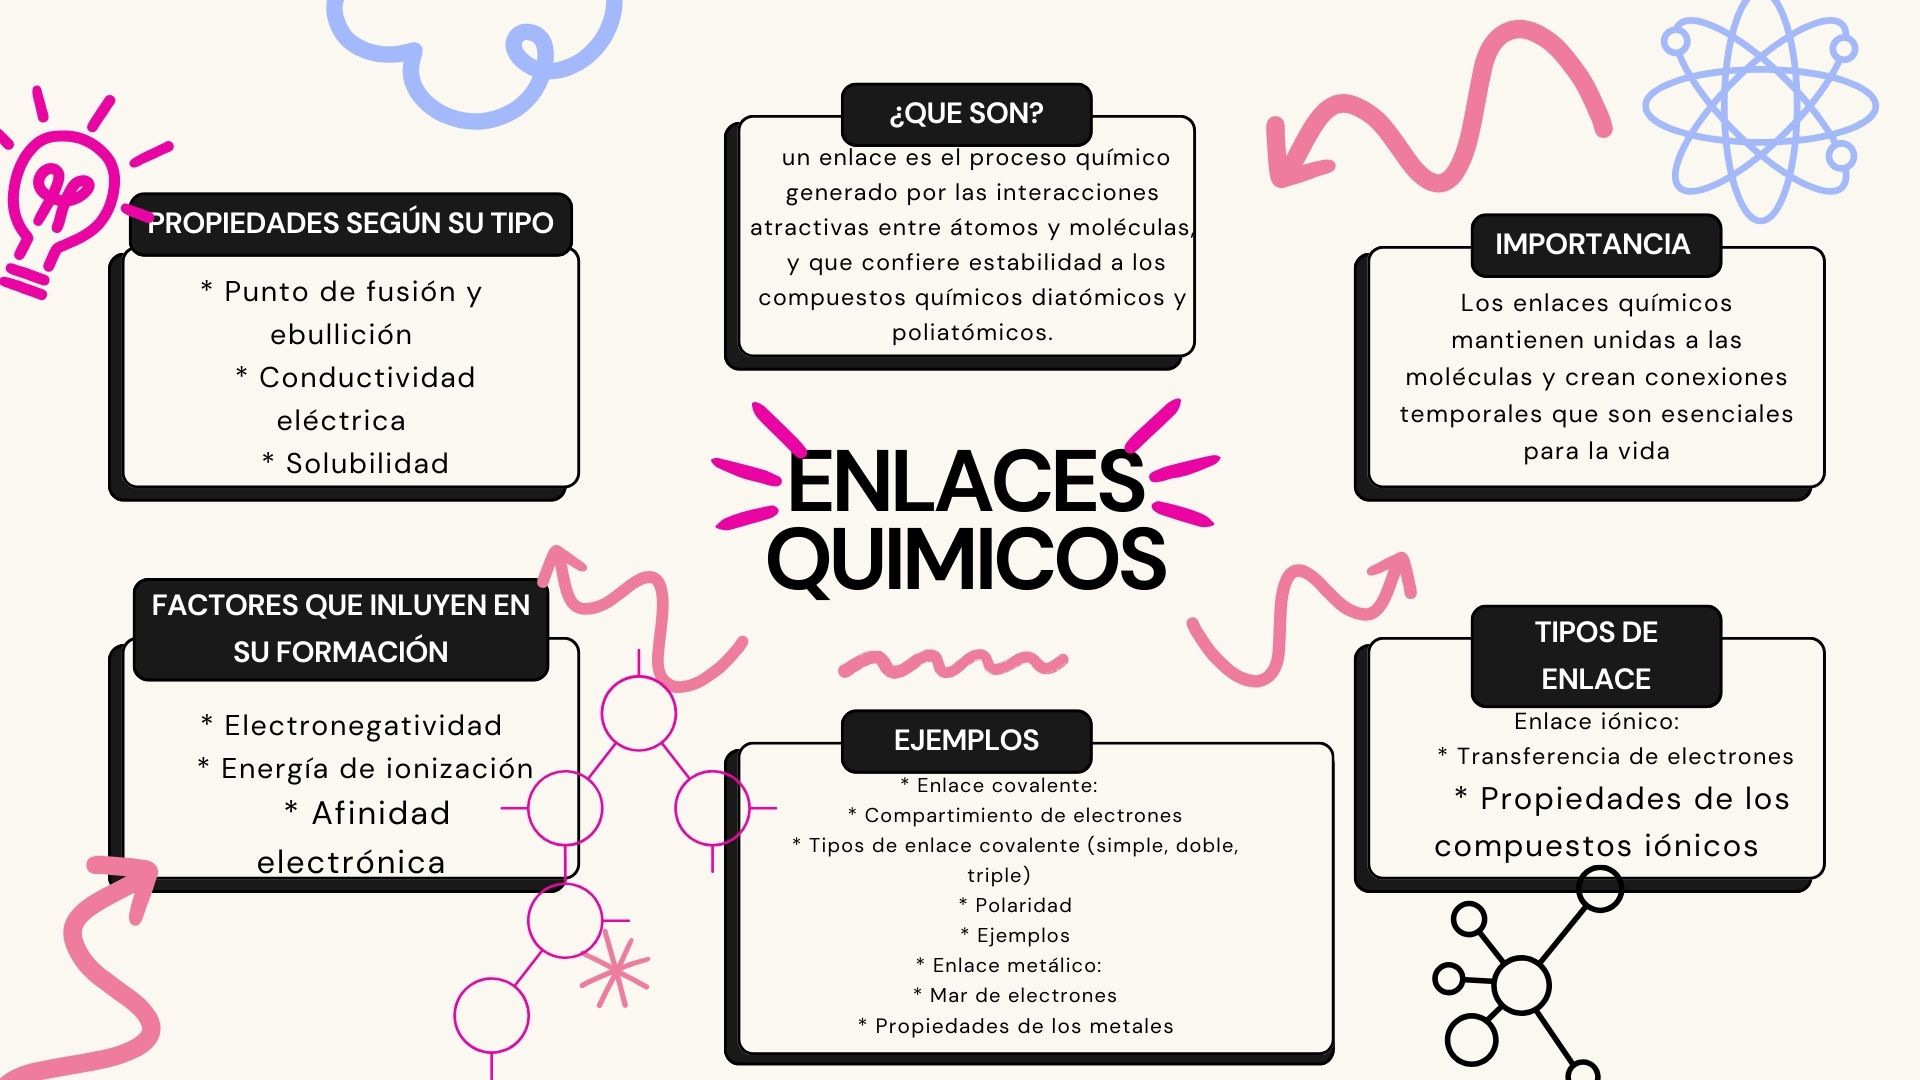 ¿QUE SON?
un enlace es el proceso químico
generado por las interacciones
atractivas entre átomos y moléculas,
y que confiere estabilidad a los
compuestos químicos diatómicos y
poliatómicos.
PROPIEDADES SEGÚN SU TIPO
* Punto de fusión y
ebullición
* Conductividad
eléctrica
* Solubilidad
IMPORTANCIA
Los enlaces químicos
mantienen unidas a las
moléculas y crean conexiones
temporales que son esenciales
para la vida
ENLACES
QUIMICOS
FACTORES QUE INLUYEN EN
SU FORMACIÓN
* Electronegatividad
* Energía de ionización
* Afinidad
electrónica
EJEMPLOS
* Enlace covalente:
* Compartimiento de electrones
* Tipos de enlace covalente (simple, doble,
triple)
* Polaridad
* Ejemplos
* Enlace metálico:
* Mar de electrones
* Propiedades de los metales
TIPOS DE
ENLACE
Enlace iónico:
* Transferencia de electrones
* Propiedades de los
compuestos iónicos